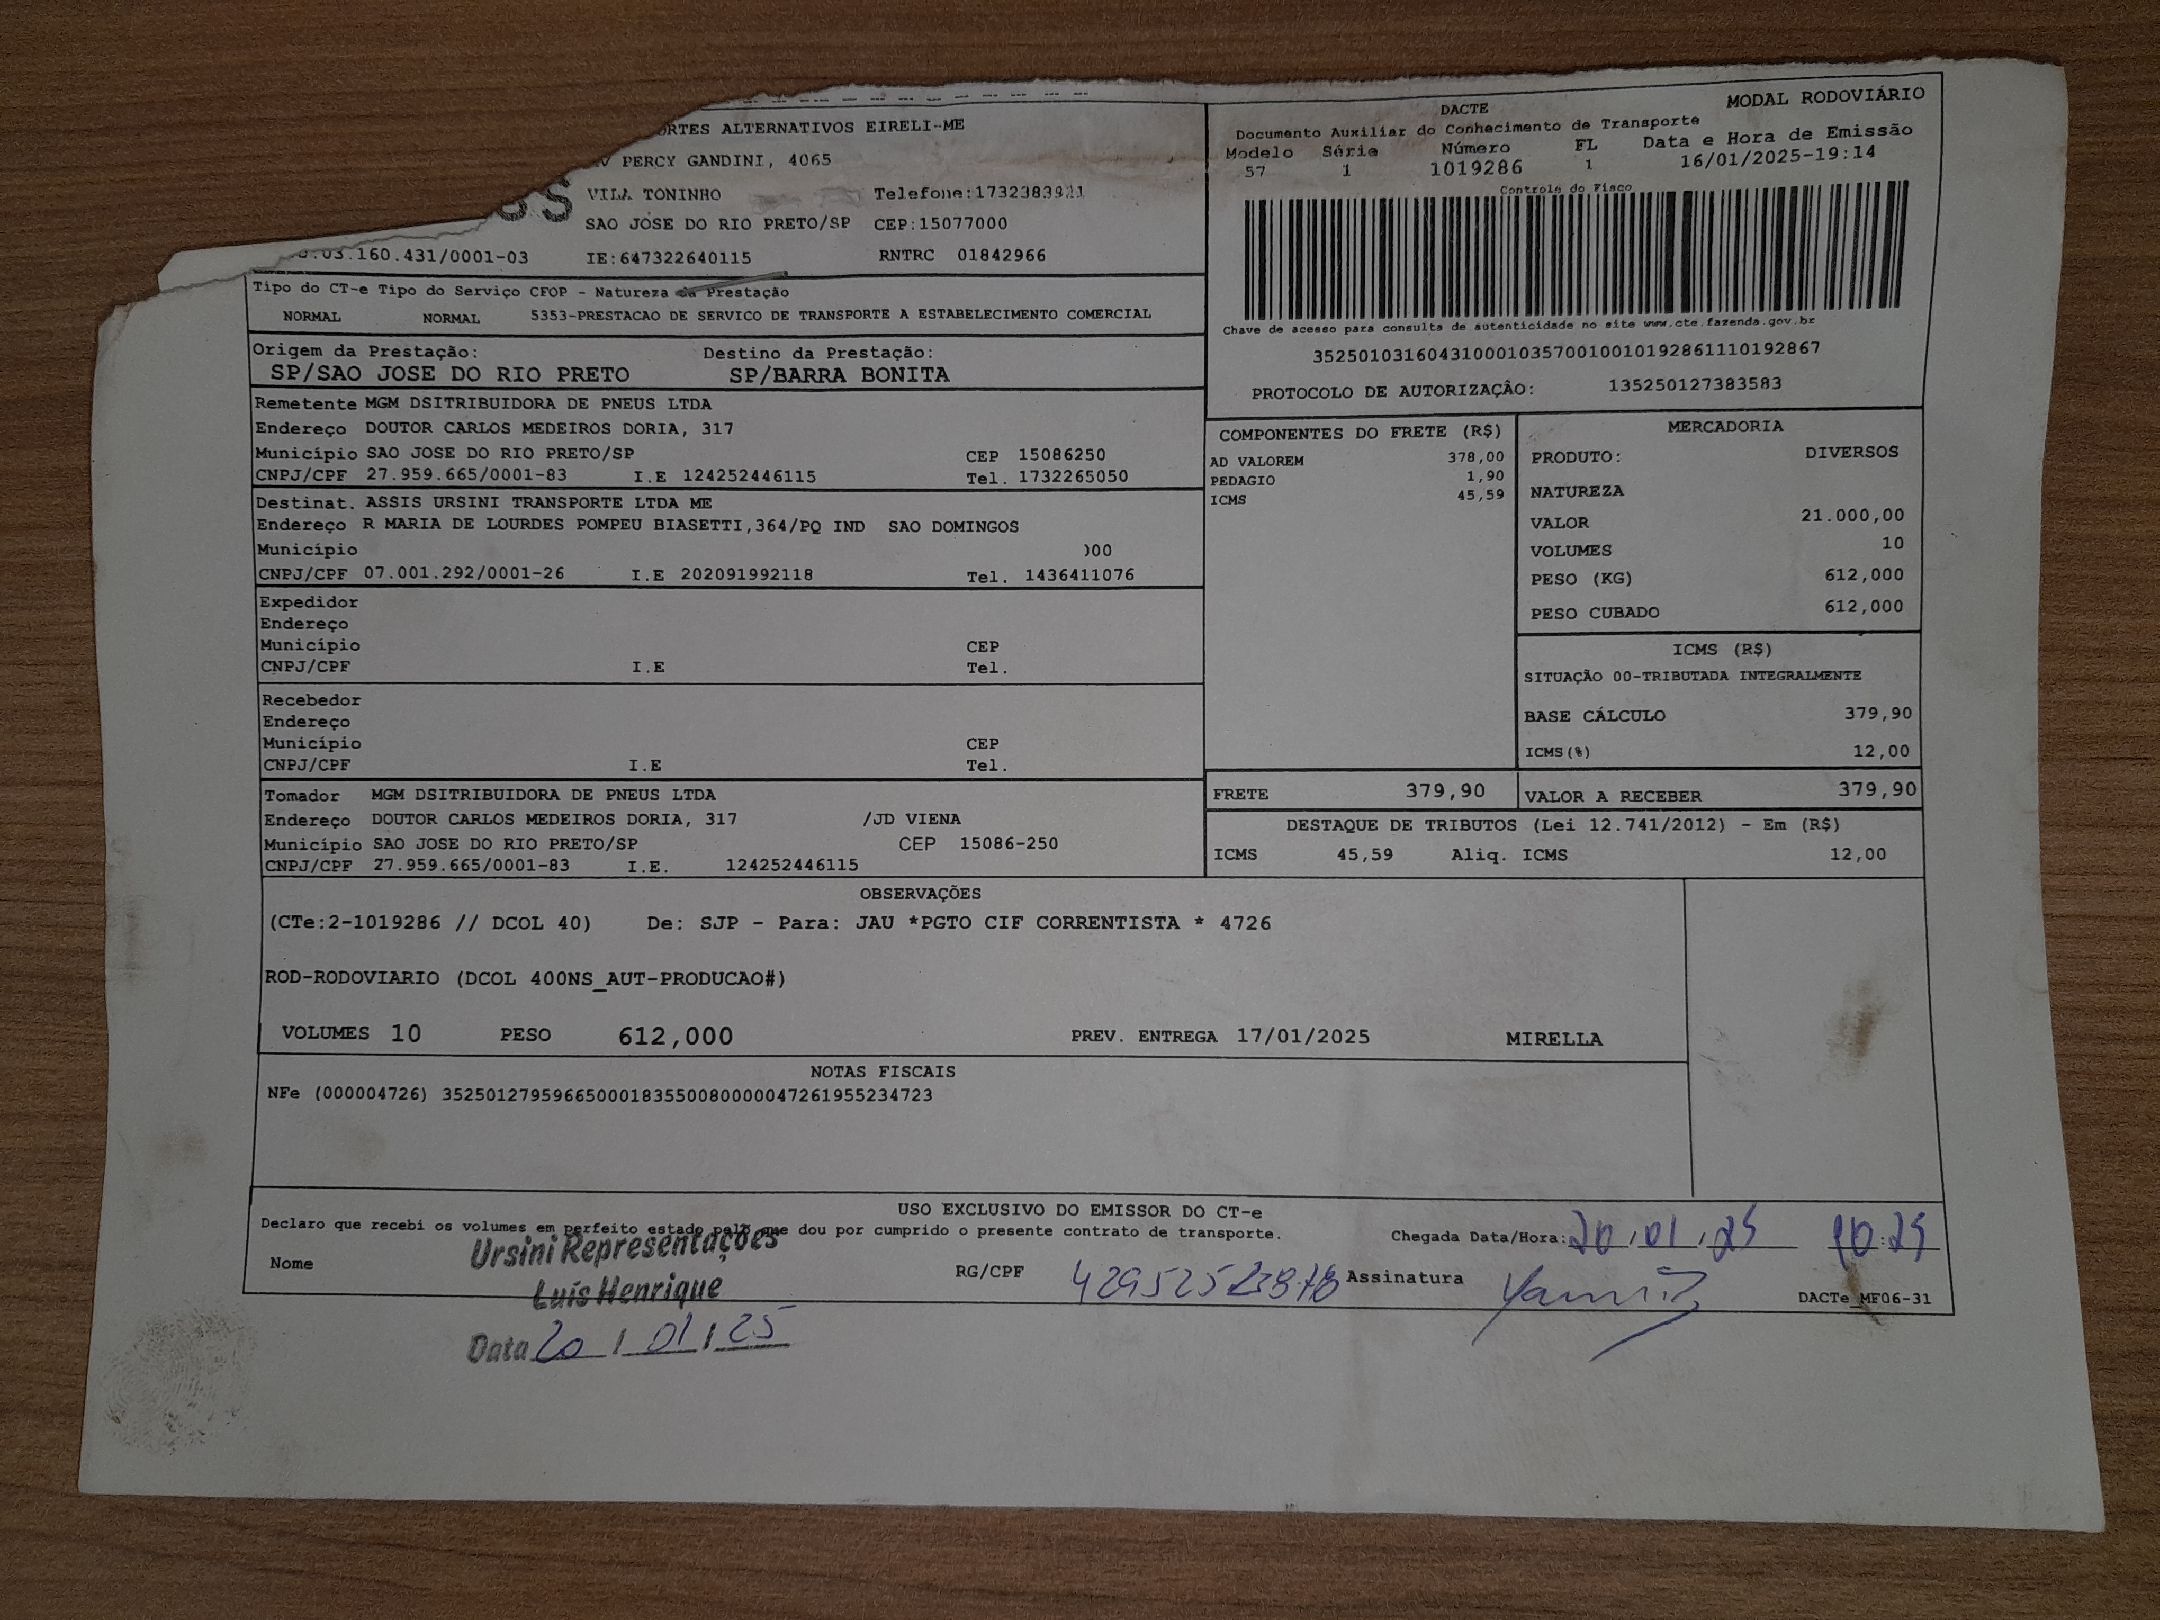 ALTERNATIVOS EIRELI-ME
PERCY GANDINI, 4065
VILA TONINHO Telefone:
SAO JOSE DO RIO PRETO/SP CEP:15077000
IE:647322640115 RNTRC 01842966
DACTE MODAL RODOVIÁRIO
Documento Auxiliar do Conhecimento de Transporte
Modelo Série Número FL Data e Hora de Emissão
57 1 1019286 1 16/01/2025-19:14
Controle do Fisco
Chave de acesso para consulta de autenticidade no site www.cte.fazenda.gov.br
35250103160431000103570010010192861110192867
PROTOCOLO DE AUTORIZAÇÃO: 135250127383583
Tipo do CT-e Tipo do Serviço CFOP - Natureza da Prestação
NORMAL NORMAL 5353-PRESTACAO DE SERVICO DE TRANSPORTE A ESTABELECIMENTO COMERCIAL
Origem da Prestação: Destino da Prestação:
SP/SAO JOSE DO RIO PRETO SP/BARRA BONITA
Remetente MGM DSITRIBUIDORA DE PNEUS LTDA
Endereço DOUTOR CARLOS MEDEIROS DORIA, 317
Município SAO JOSE DO RIO PRETO/SP CEP 15086250
CNPJ/CPF 27.959.665/0001-83 I.E 124252446115 Tel. 1732265050
Destinat. ASSIS URSINI TRANSPORTE LTDA ME
Endereço R MARIA DE LOURDES POMPEU BIASETTI,364/PQ IND SAO DOMINGOS
Município
CNPJ/CPF 07.001.292/0001-26 I.E 202091992118 Tel. 1436411076
Expedidor
Endereço
Município CEP
CNPJ/CPF I.E Tel.
Recebedor
Endereço
Município CEP
CNPJ/CPF I.E Tel.
Tomador MGM DSITRIBUIDORA DE PNEUS LTDA
Endereço DOUTOR CARLOS MEDEIROS DORIA, 317 /JD VIENA
Município SAO JOSE DO RIO PRETO/SP CEP 15086-250
CNPJ/CPF 27.959.665/0001-83 I.E. 124252446115
COMPONENTES DO FRETE (R$)
AD VALOREM 378,00
PEDAGIO 1,90
ICMS 45,59
MERCADORIA
PRODUTO: DIVERSOS
NATUREZA
VALOR 21.000,00
VOLUMES 10
PESO (KG) 612,000
PESO CUBADO 612,000
ICMS (R$)
SITUAÇÃO 00-TRIBUTADA INTEGRALMENTE
BASE CÁLCULO 379,90
ICMS(%) 12,00
FRETE 379,90 VALOR A RECEBER 379,90
DESTAQUE DE TRIBUTOS (Lei 12.741/2012) - Em (R$)
ICMS 45,59 Aliq. ICMS 12,00
OBSERVAÇÕES
(CTe:2-1019286 // DCOL 40) De: SJP - Para: JAU *PGTO CIF CORRENTISTA * 4726
ROD-RODOVIARIO (DCOL 400NS_AUT-PRODUCAO#)
VOLUMES 10 PESO 612,000 PREV. ENTREGA 17/01/2025 MIRELLA
NOTAS FISCAIS
NFe (000004726) 35250127959665000183550080000047261955234723
USO EXCLUSIVO DO EMISSOR DO CT-e
Declaro que recebi os volumes em perfeito estado pelo que dou por cumprido o presente contrato de transporte.
Chegada Data/Hora: 20/01/25 10:25
Nome Ursini Representações
Luís Henrique
RG/CPF Assinatura
DACTe_MF06-31
Data 20/01/25